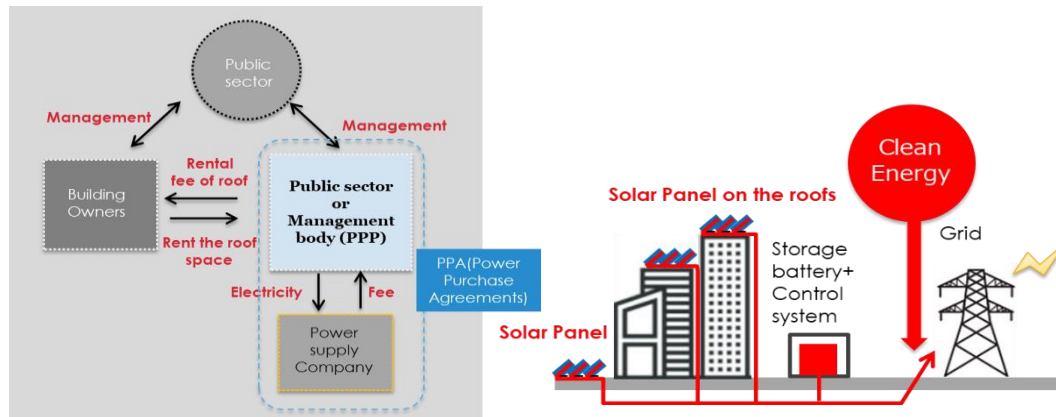 Public
sector
Management
Management
Rental
fee of roof
Building
Owners
Rent the roof
space
Public sector
or
Management
body (PPP)
PPA(Power
Purchase
Agreements)
Electricity
Fee
Power
supply
Company
Clean
Energy
Solar Panel on the roofs
Grid
Storage
battery+
Control
system
Solar Panel